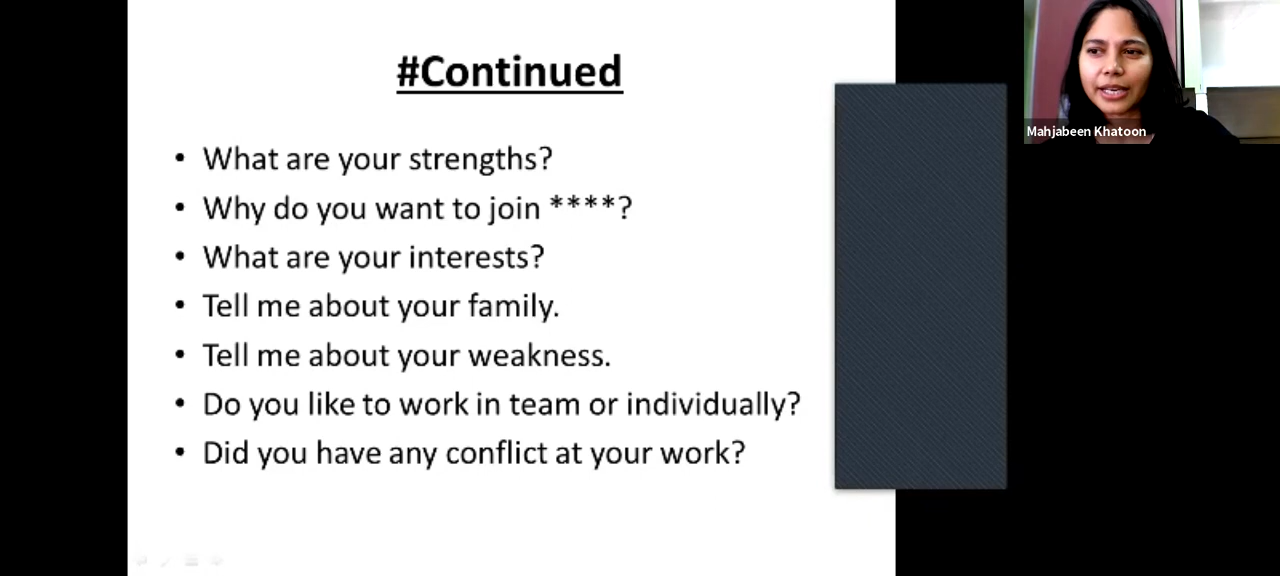 #Continued
• What are your strengths?
• Why do you want to join ****?
• What are your interests?
• Tell me about your family.
• Tell me about your weakness.
• Do you like to work in team or individually?
• Did you have any conflict at your work?
Mahjabeen Khatoon